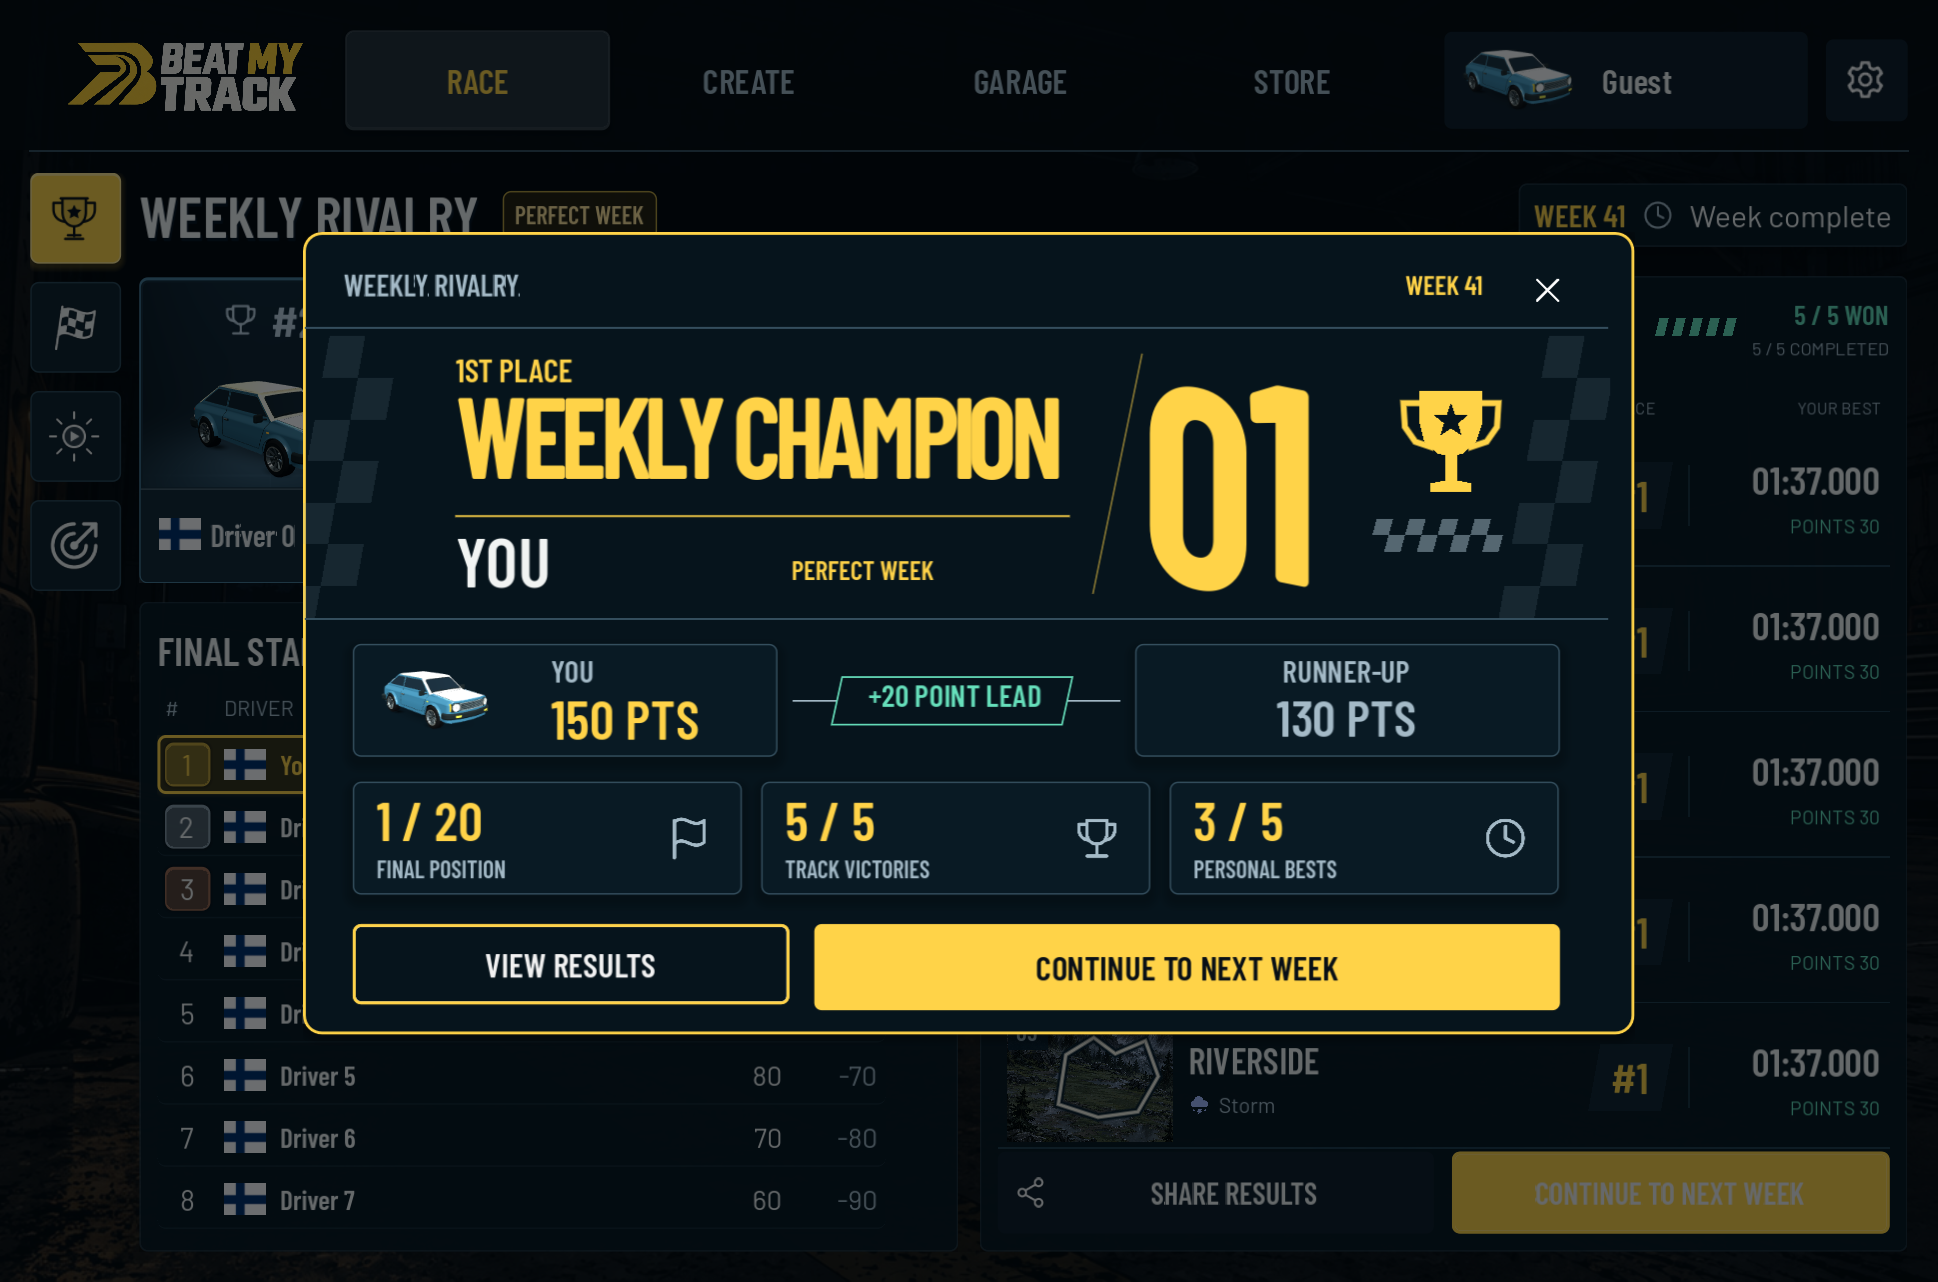 BEAT MY
TRACK
RACE
CREATE
GARAGE
STORE
Guest
WEEKLY RIVALRY
PERFECT WEEK
WEEK 41
Week complete
WEEKLY RIVALRY
WEEK 41
1ST PLACE
WEEKLY CHAMPION
YOU
PERFECT WEEK
01
YOU
150 PTS
+20 POINT LEAD
RUNNER-UP
130 PTS
1 / 20
FINAL POSITION
5 / 5
TRACK VICTORIES
3 / 5
PERSONAL BESTS
VIEW RESULTS
CONTINUE TO NEXT WEEK
Driver 0
FINAL
# DRIVER
1
2
3
4
5
6 Driver 5 80 -70
7 Driver 6 70 -80
8 Driver 7 60 -90
5 / 5 WON
5 / 5 COMPLETED
YOUR BEST
1 01:37.000
POINTS 30
1 01:37.000
POINTS 30
1 01:37.000
POINTS 30
1 01:37.000
POINTS 30
RIVERSIDE
Storm
#1
01:37.000
POINTS 30
SHARE RESULTS
CONTINUE TO NEXT WEEK